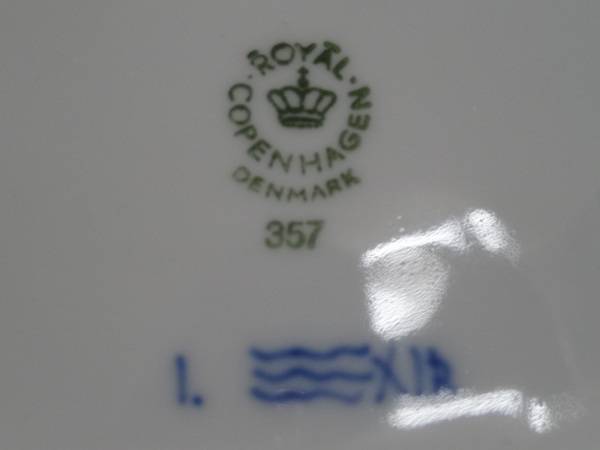 ROYAL
COPENHAGEN
DENMARK
357
1.